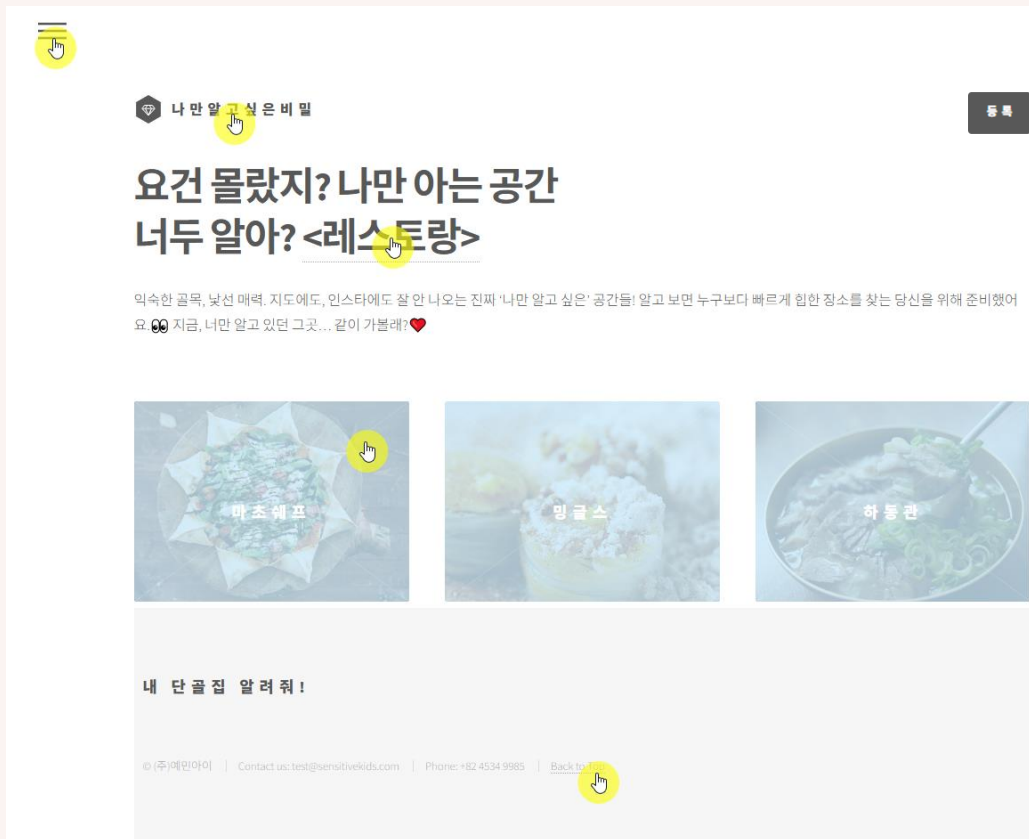 나만알고싶은비밀
등록
요건 몰랐지? 나만 아는 공간
너두 알아? <레스토랑>
익숙한 골목, 낯선 매력. 지도에도, 인스타에도 잘 안 나오는 진짜 ‘나만 알고 싶은’ 공간들! 알고 보면 누구보다 빠르게 힙한 장소를 찾는 당신을 위해 준비했어
요.👀 지금, 너만 알고 있던 그곳… 같이 가볼래?❤️
마초쉐프
밍글스
하동관
내 단골집 알려줘!
© (주)예민아이 | Contact us: test@sensitivekids.com | Phone: +82 4534 9985 | Back to Top